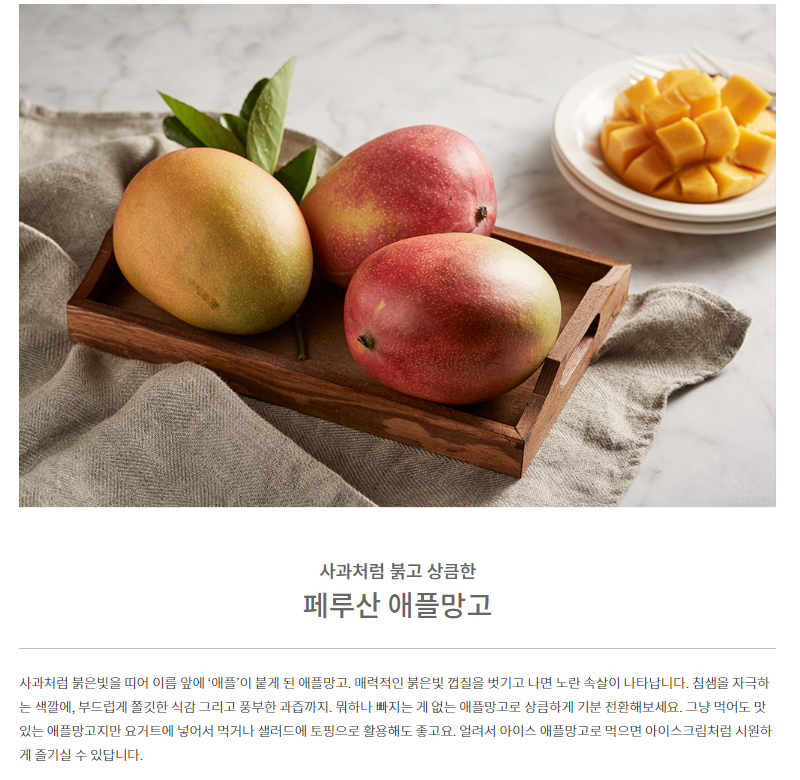 사과처럼 붉고 상큼한
페루산 애플망고
사과처럼 붉은빛을 띠어 이름 앞에 ‘애플’이 붙게 된 애플망고. 매력적인 붉은빛 껍질을 벗기고 나면 노란 속살이 나타납니다. 침샘을 자극하
는 색깔에, 부드럽게 쫄깃한 식감 그리고 풍부한 과즙까지. 뭐하나 빠지는 게 없는 애플망고로 상큼하게 기분 전환해보세요. 그냥 먹어도 맛
있는 애플망고지만 요거트에 넣어서 먹거나 샐러드에 토핑으로 활용해도 좋고요. 얼려서 아이스 애플망고로 먹으면 아이스크림처럼 시원하
게 즐기실 수 있답니다.